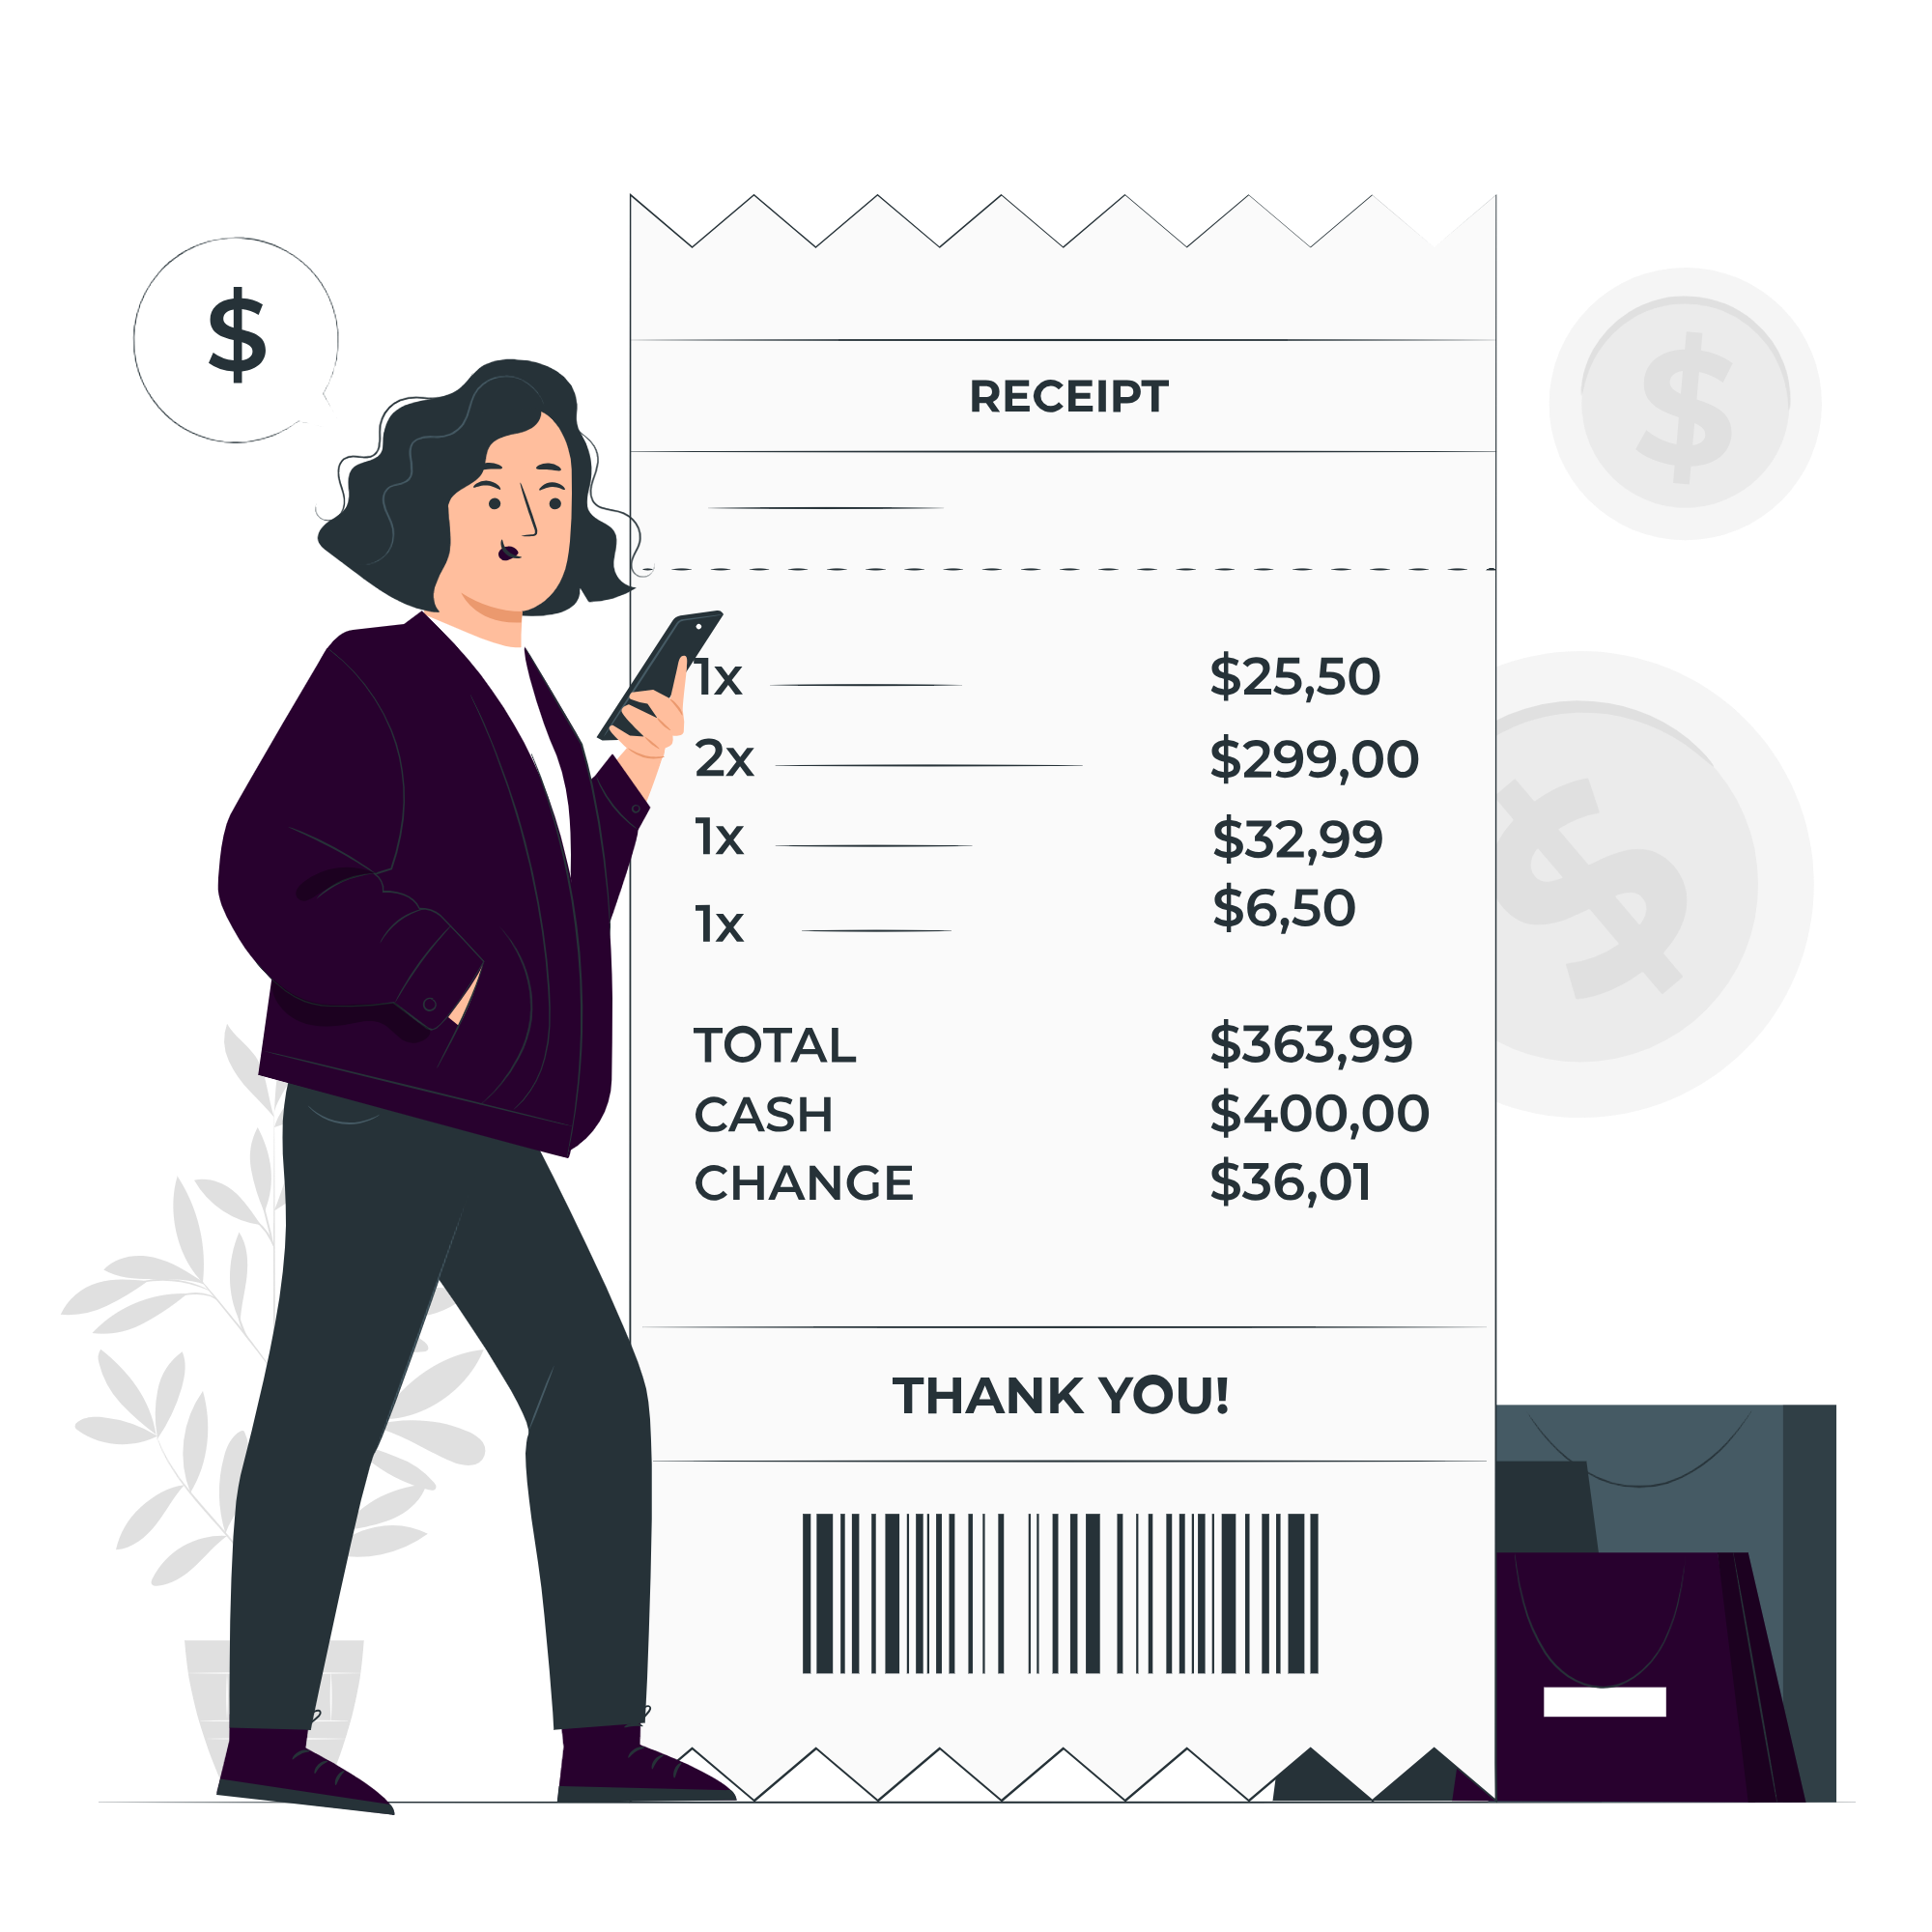 $
RECEIPT
$
1x $25,50
2x $299,00
1x $32,99
1x $6,50
$
TOTAL $363,99
CASH $400,00
CHANGE $36,01
THANK YOU!